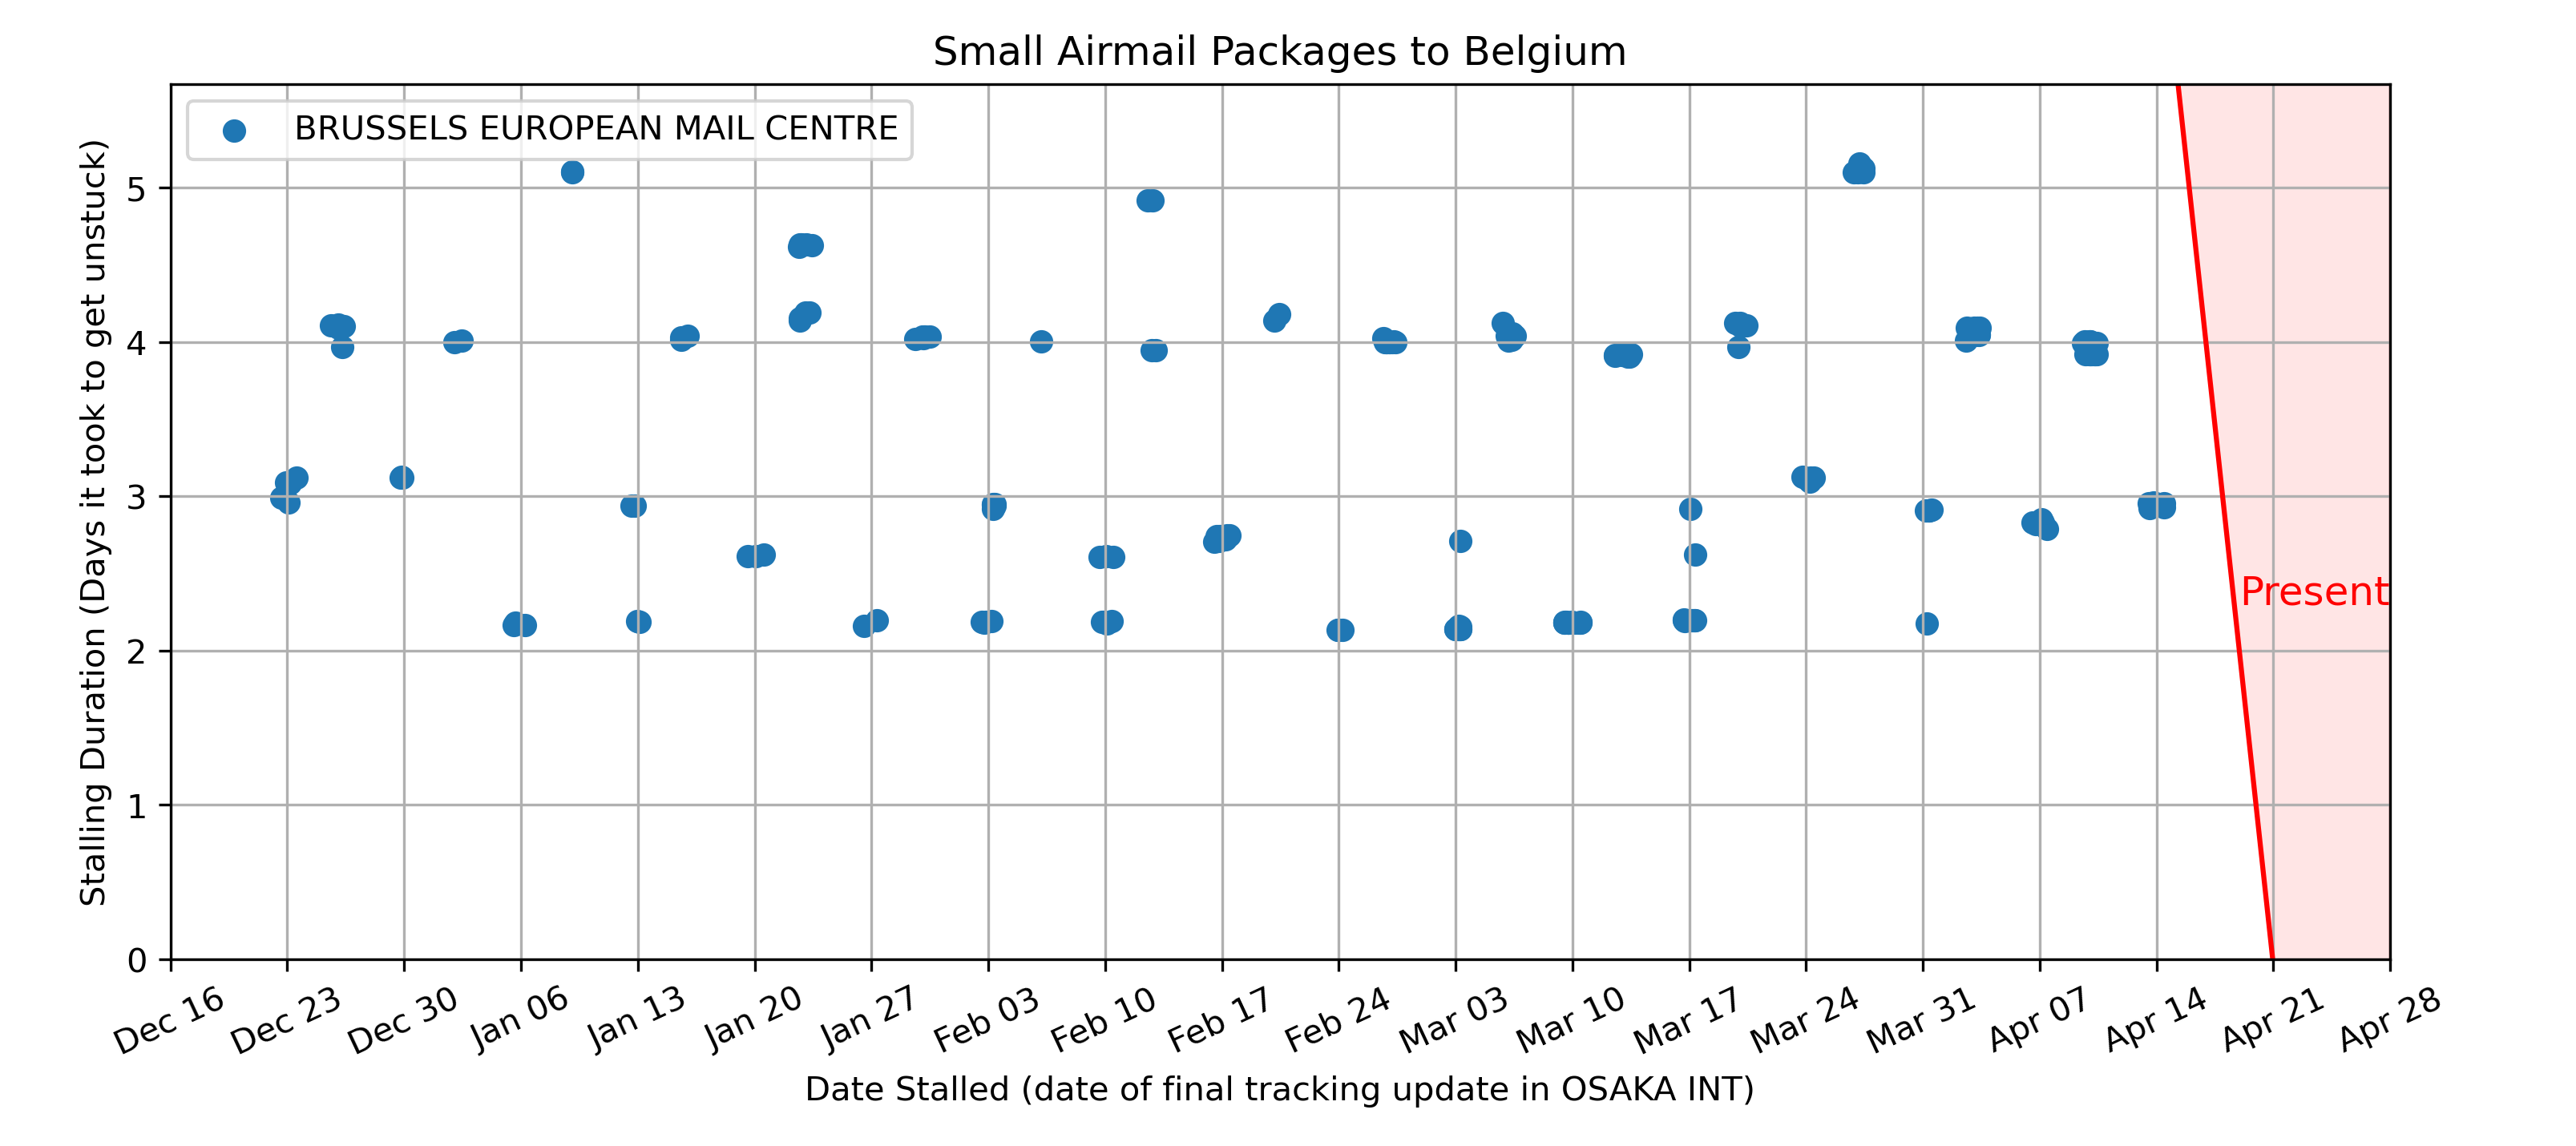 Small Airmail Packages to Belgium
BRUSSELS EUROPEAN MAIL CENTRE
Stalling Duration (Days it took to get unstuck)
5
4
3
2
1
0
Present
Dec 16
Dec 23
Dec 30
Jan 06
Jan 13
Jan 20
Jan 27
Feb 03
Feb 10
Feb 17
Feb 24
Mar 03
Mar 10
Mar 17
Mar 24
Mar 31
Apr 07
Apr 14
Apr 21
Apr 28
Date Stalled (date of final tracking update in OSAKA INT)